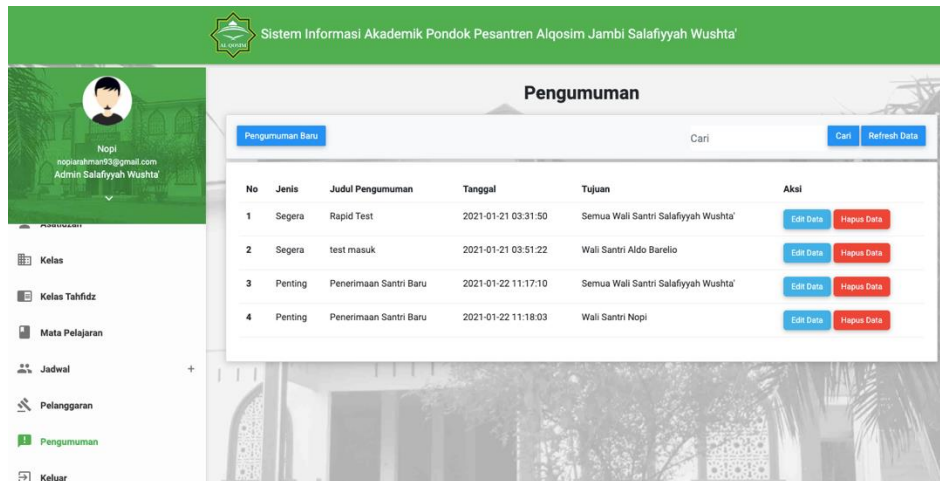 AL QOSIM
Sistem Informasi Akademik Pondok Pesantren Alqosim Jambi Salafiyyah Wushta'
Nopi
nopiarahman93@gmail.com
Admin Salafiyyah Wushta'
Asatidzah
Kelas
Kelas Tahfidz
Mata Pelajaran
Jadwal +
Pelanggaran
Pengumuman
Keluar
Pengumuman
Pengumuman Baru Cari Cari Refresh Data
No Jenis Judul Pengumuman Tanggal Tujuan Aksi
1 Segera Rapid Test 2021-01-21 03:31:50 Semua Wali Santri Salafiyyah Wushta' Edit Data Hapus Data
2 Segera test masuk 2021-01-21 03:51:22 Wali Santri Aldo Barelio Edit Data Hapus Data
3 Penting Penerimaan Santri Baru 2021-01-22 11:17:10 Semua Wali Santri Salafiyyah Wushta' Edit Data Hapus Data
4 Penting Penerimaan Santri Baru 2021-01-22 11:18:03 Wali Santri Nopi Edit Data Hapus Data